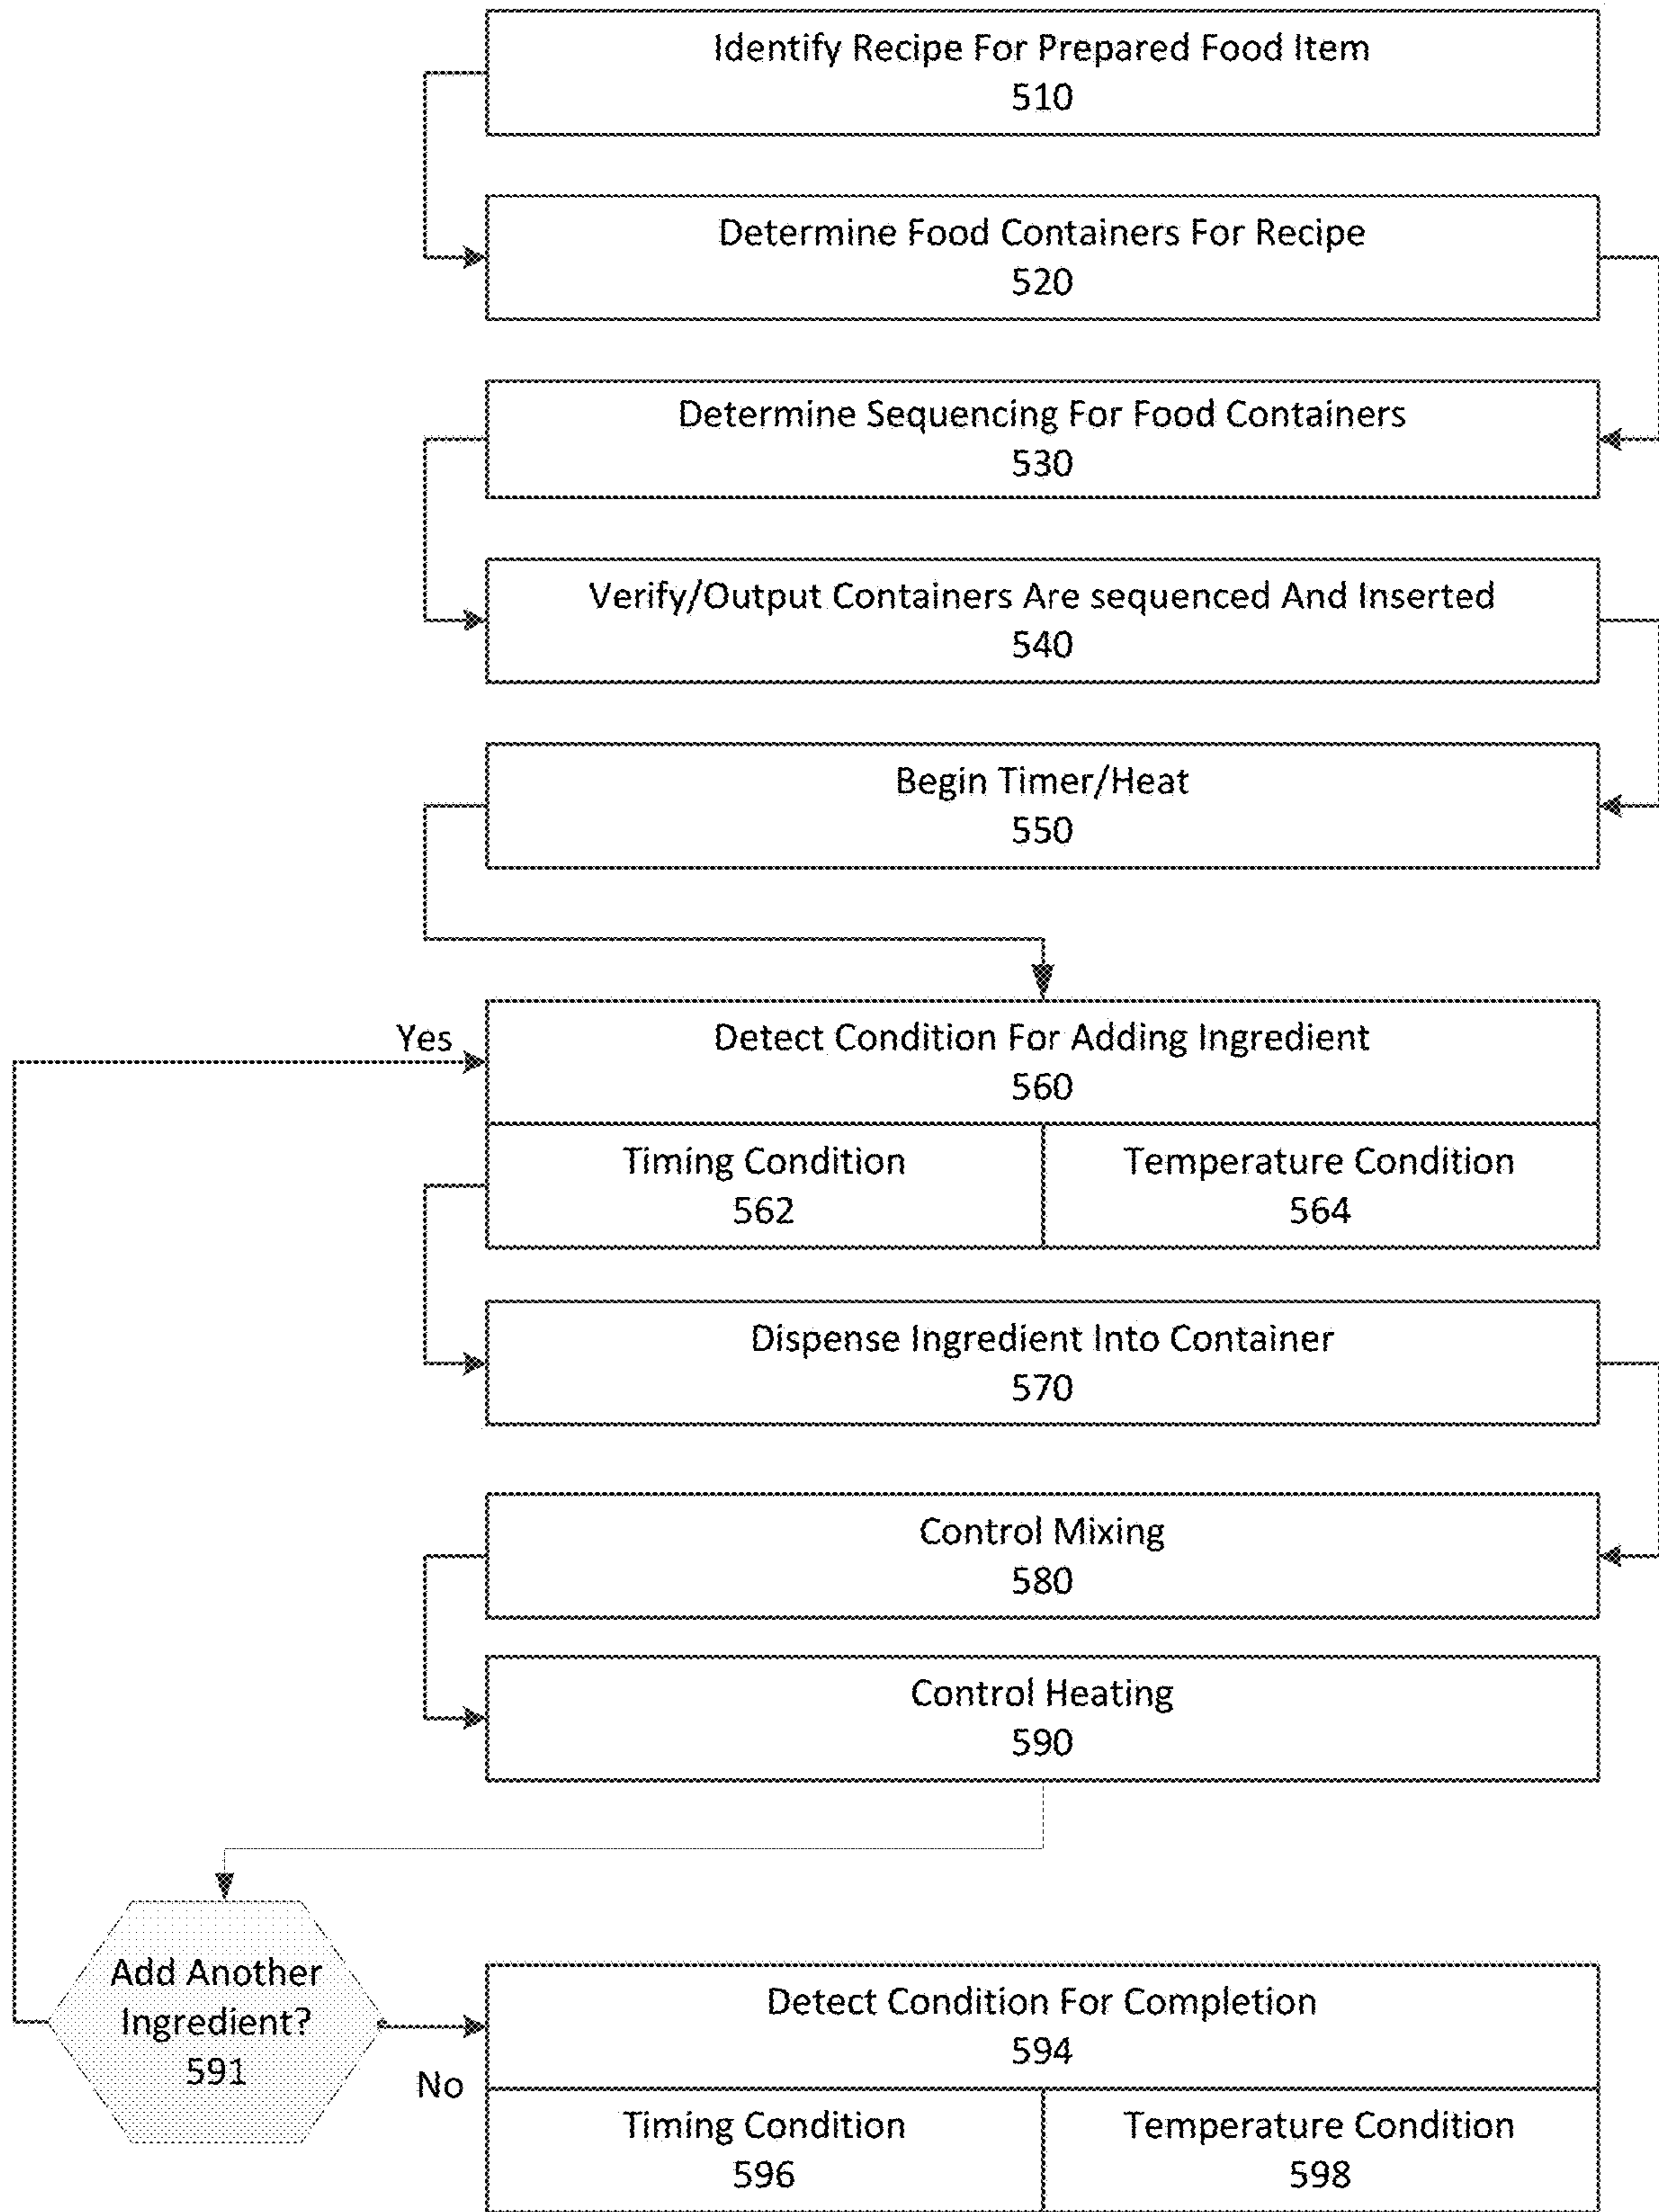 Identify Recipe For Prepared Food Item
510
Determine Food Containers For Recipe
520
Determine Sequencing For Food Containers
530
Verify/Output Containers Are sequenced And Inserted
540
Begin Timer/Heat
550
Yes
Detect Condition For Adding Ingredient
560
Timing Condition
562
Temperature Condition
564
Dispense Ingredient Into Container
570
Control Mixing
580
Control Heating
590
Add Another
Ingredient?
591
No
Detect Condition For Completion
594
Timing Condition
596
Temperature Condition
598